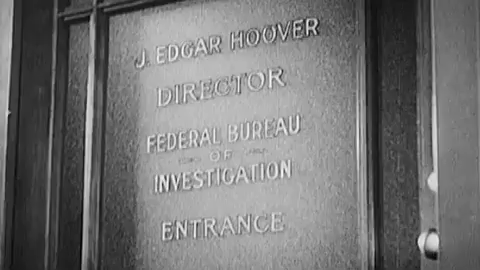 J. EDGAR HOOVER
DIRECTOR
FEDERAL BUREAU
OF
INVESTIGATION
ENTRANCE